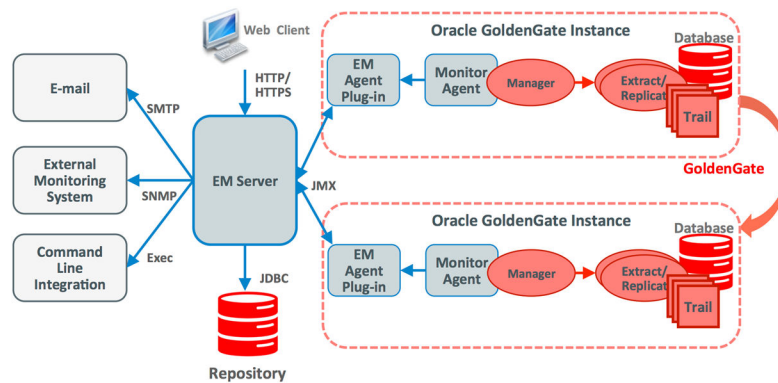 Web Client
HTTP/
HTTPS
E-mail
SMTP
External
Monitoring
System
SNMP
Command
Line
Integration
Exec
EM Server
JMX
JDBC
Repository
Oracle GoldenGate Instance
EM
Agent
Plug-in
Monitor
Agent
Manager
Extract/
Replicat
Database
Trail
GoldenGate
Oracle GoldenGate Instance
EM
Agent
Plug-in
Monitor
Agent
Manager
Extract/
Replicat
Database
Trail